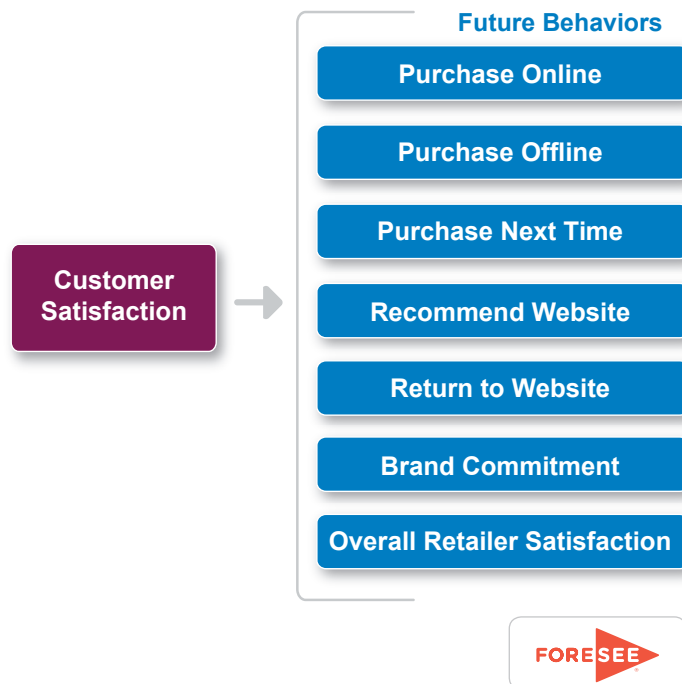 Future Behaviors
Purchase Online
Purchase Offline
Purchase Next Time
Customer
Satisfaction
Recommend Website
Return to Website
Brand Commitment
Overall Retailer Satisfaction
FORESEE